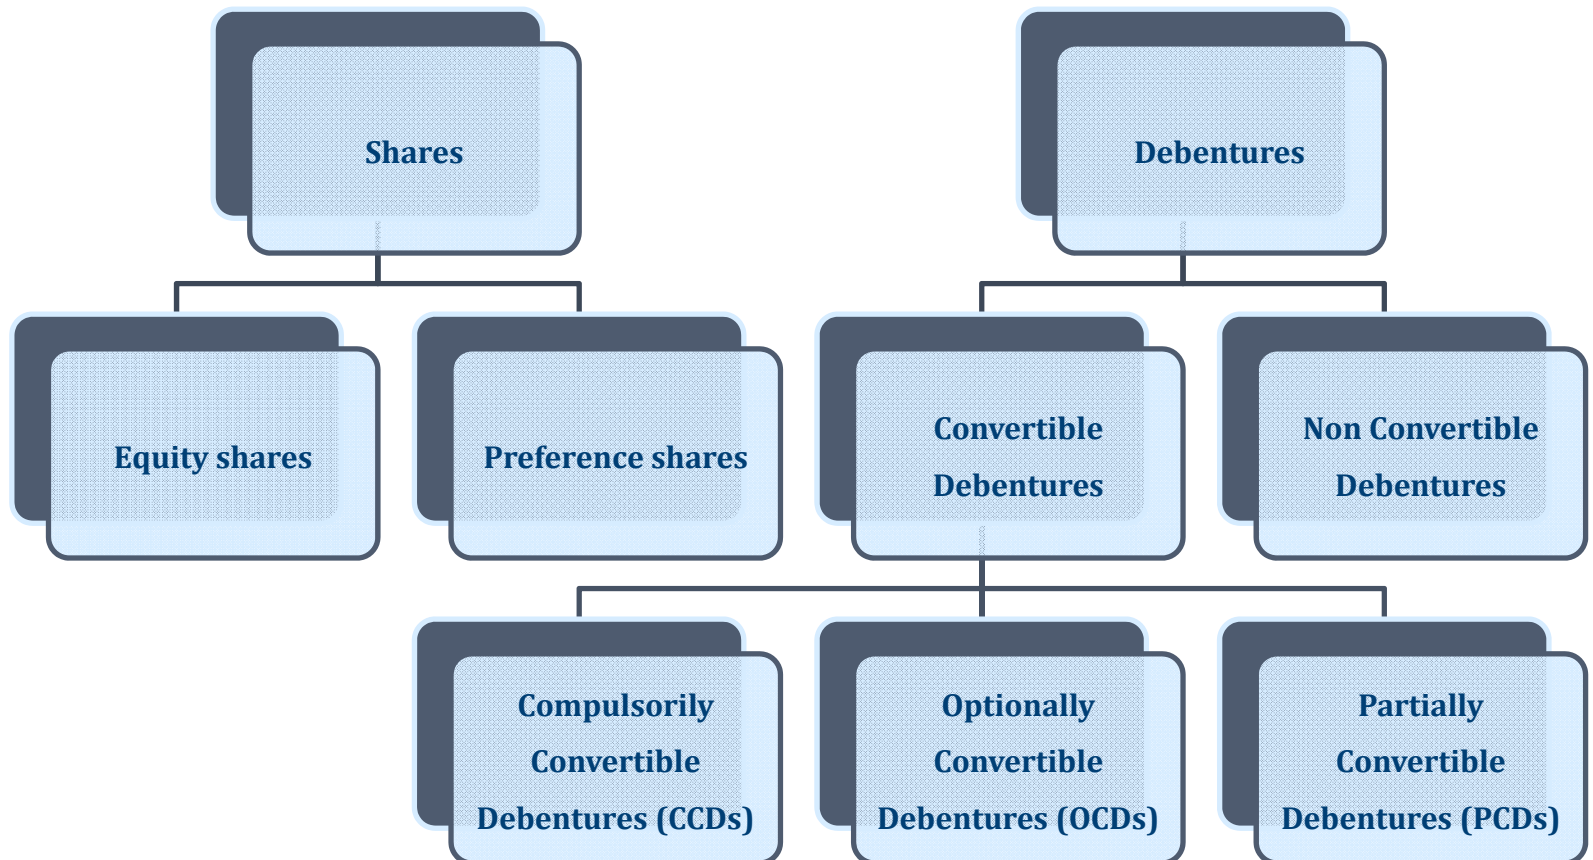 Shares
Debentures
Equity shares
Preference shares
Convertible
Debentures
Non Convertible
Debentures
Compulsorily
Convertible
Debentures (CCDs)
Optionally
Convertible
Debentures (OCDs)
Partially
Convertible
Debentures (PCDs)